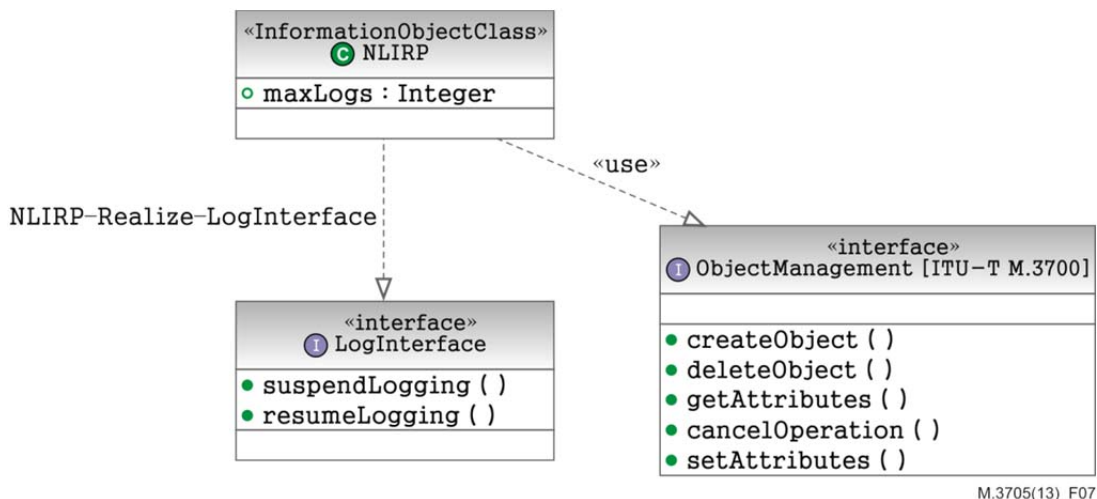 «InformationObjectClass»
C NLIRP
maxLogs : Integer
«use»
NLIRP-Realize-LogInterface
«interface»
I ObjectManagement [ITU-T M.3700]
createObject ( )
deleteObject ( )
getAttributes ( )
cancelOperation ( )
setAttributes ( )
«interface»
I LogInterface
suspendLogging ( )
resumeLogging ( )
M.3705(13)_F07